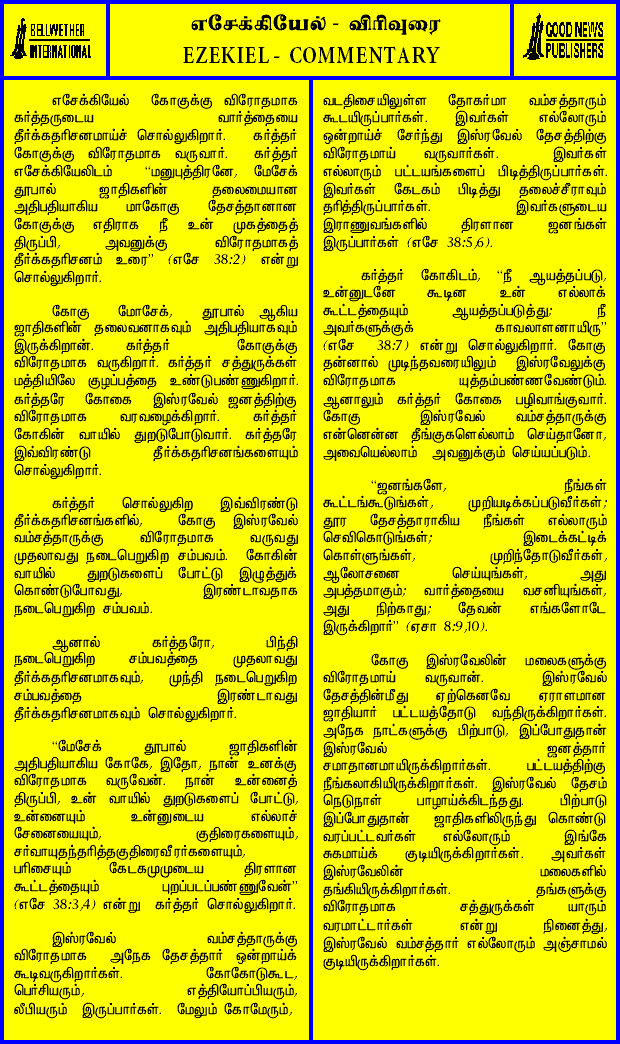 BELLWETHER
INTERNATIONAL
எசேக்கியேல் - விரிவுரை
EZEKIEL - COMMENTARY
GOOD NEWS
PUBLISHERS
எசேக்கியேல் கோகுக்கு விரோதமாக
கர்த்தருடைய வார்த்தையை
தீர்க்கதரிசனமாய்ச் சொல்லுகிறார். கர்த்தர்
கோகுக்கு விரோதமாக வருவார். கர்த்தர்
எசேக்கியேலிடம் “மனுபுத்திரனே, மேசேக்
தூபால் ஜாதிகளின் தலைமையான
அதிபதியாகிய மாகோகு தேசத்தானான
கோகுக்கு எதிராக நீ உன் முகத்தைத்
திருப்பி, அவனுக்கு விரோதமாகத்
தீர்க்கதரிசனம் உரை” (எசே 38:2) என்று
சொல்லுகிறார்.
கோகு மோசேக், தூபால் ஆகிய
ஜாதிகளின் தலைவனாகவும் அதிபதியாகவும்
இருக்கிறான். கர்த்தர் கோகுக்கு
விரோதமாக வருகிறார். கர்த்தர் சத்துருக்கள்
மத்தியிலே குழப்பத்தை உண்டுபண்ணுகிறார்.
கர்த்தரே கோகை இஸ்ரவேல் ஜனத்திற்கு
விரோதமாக வரவழைக்கிறார். கர்த்தர்
கோகின் வாயில் துறடுபோடுவார். கர்த்தரே
இவ்விரண்டு தீர்க்கதரிசனங்களையும்
சொல்லுகிறார்.
கர்த்தர் சொல்லுகிற இவ்விரண்டு
தீர்க்கதரிசனங்களில், கோகு இஸ்ரவேல்
வம்சத்தாருக்கு விரோதமாக வருவது
முதலாவது நடைபெறுகிற சம்பவம். கோகின்
வாயில் துறடுகளைப் போட்டு இழுத்துக்
கொண்டுபோவது, இரண்டாவதாக
நடைபெறுகிற சம்பவம்.
ஆனால் கர்த்தரோ, பிந்தி
நடைபெறுகிற சம்பவத்தை முதலாவது
தீர்க்கதரிசனமாகவும், முந்தி நடைபெறுகிற
சம்பவத்தை இரண்டாவது
தீர்க்கதரிசனமாகவும் சொல்லுகிறார்.
“மேசேக் தூபால் ஜாதிகளின்
அதிபதியாகிய கோகே, இதோ, நான் உனக்கு
விரோதமாக வருவேன். நான் உன்னைத்
திருப்பி, உன் வாயில் துறடுகளைப் போட்டு,
உன்னையும் உன்னுடைய எல்லாச்
சேனையையும், குதிரைகளையும்,
சர்வாயுதந்தரித்தகுதிரைவீரர்களையும்,
பரிசையும் கேடகமுமுடைய திரளான
கூட்டத்தையும் புறப்படப்பண்ணுவேன்”
(எசே 38:3,4) என்று கர்த்தர் சொல்லுகிறார்.
இஸ்ரவேல் வம்சத்தாருக்கு
விரோதமாக அநேக தேசத்தார் ஒன்றாய்க்
கூடிவருகிறார்கள். கோகோடுகூட,
பெர்சியரும், எத்தியோப்பியரும்,
லீபியரும் இருப்பார்கள். மேலும் கோமேரும்,
வடதிசையிலுள்ள தோகர்மா வம்சத்தாரும்
கூடயிருப்பார்கள். இவர்கள் எல்லோரும்
ஒன்றாய்ச் சேர்ந்து இஸ்ரவேல் தேசத்திற்கு
விரோதமாய் வருவார்கள். இவர்கள்
எல்லாரும் பட்டயங்களைப் பிடித்திருப்பார்கள்.
இவர்கள் கேடகம் பிடித்து தலைச்சீராவும்
தரித்திருப்பார்கள். இவர்களுடைய
இராணுவங்களில் திரளான ஜனங்கள்
இருப்பார்கள் (எசே 38:5,6).
கர்த்தர் கோகிடம், “நீ ஆயத்தப்படு,
உன்னுடனே கூடின உன் எல்லாக்
கூட்டத்தையும் ஆயத்தப்படுத்து; நீ
அவர்களுக்குக் காவலாளனாயிரு”
(எசே 38:7) என்று சொல்லுகிறார். கோகு
தன்னால் முடிந்தவரையிலும் இஸ்ரவேலுக்கு
விரோதமாக யுத்தம்பண்ணவேண்டும்.
ஆனாலும் கர்த்தர் கோகை பழிவாங்குவார்.
கோகு இஸ்ரவேல் வம்சத்தாருக்கு
என்னென்ன தீங்குகளெல்லாம் செய்தானோ,
அவையெல்லாம் அவனுக்கும் செய்யப்படும்.
“ஜனங்களே, நீங்கள்
கூட்டங்கூடுங்கள், முறியடிக்கப்படுவீர்கள்;
தூர தேசத்தாராகிய நீங்கள் எல்லாரும்
செவிகொடுங்கள்; இடைக்கட்டிக்
கொள்ளுங்கள், முறிந்தோடுவீர்கள்,
ஆலோசனை செய்யுங்கள், அது
அபத்தமாகும்; வார்த்தையை வசனியுங்கள்,
அது நிற்காது; தேவன் எங்களோடே
இருக்கிறார்” (ஏசா 8:9,10).
கோகு இஸ்ரவேலின் மலைகளுக்கு
விரோதமாய் வருவான். இஸ்ரவேல்
தேசத்தின்மீது ஏற்கெனவே ஏராளமான
ஜாதியார் பட்டயத்தோடு வந்திருக்கிறார்கள்.
அநேக நாட்களுக்கு பிற்பாடு, இப்போதுதான்
இஸ்ரவேல் ஜனத்தார்
சமாதானமாயிருக்கிறார்கள். பட்டயத்திற்கு
நீங்கலாகியிருக்கிறார்கள். இஸ்ரவேல் தேசம்
நெடுநாள் பாழாய்க்கிடந்தது. பிற்பாடு
இப்போதுதான் ஜாதிகளிலிருந்து கொண்டு
வரப்பட்டவர்கள் எல்லோரும் இங்கே
சுகமாய்க் குடியிருக்கிறார்கள். அவர்கள்
இஸ்ரவேலின் மலைகளில்
தங்கியிருக்கிறார்கள். தங்களுக்கு
விரோதமாக சத்துருக்கள் யாரும்
வரமாட்டார்கள் என்று நினைத்து,
இஸ்ரவேல் வம்சத்தார் எல்லோரும் அஞ்சாமல்
குடியிருக்கிறார்கள்.